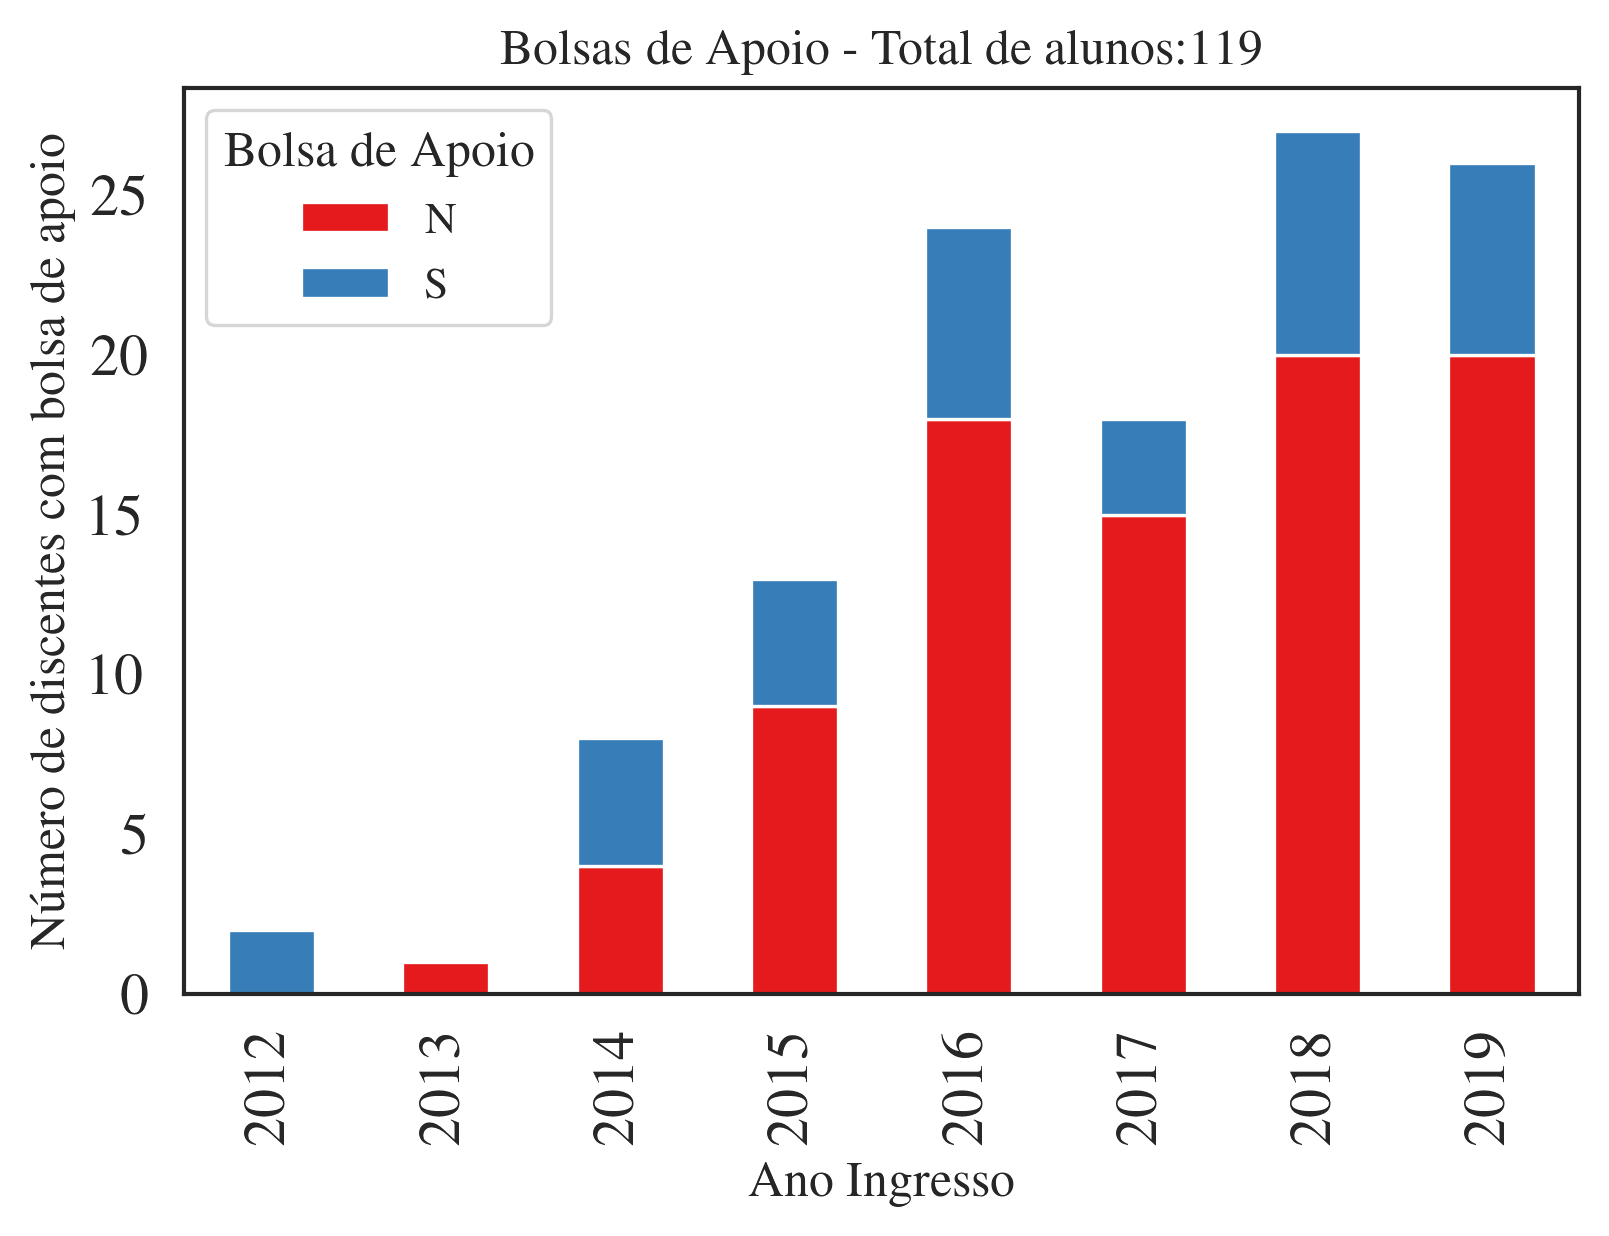 Bolsas de Apoio - Total de alunos:119
Bolsa de Apoio
N
S
Número de discentes com bolsa de apoio
25
20
15
10
5
0
2012
2013
2014
2015
2016
2017
2018
2019
Ano Ingresso